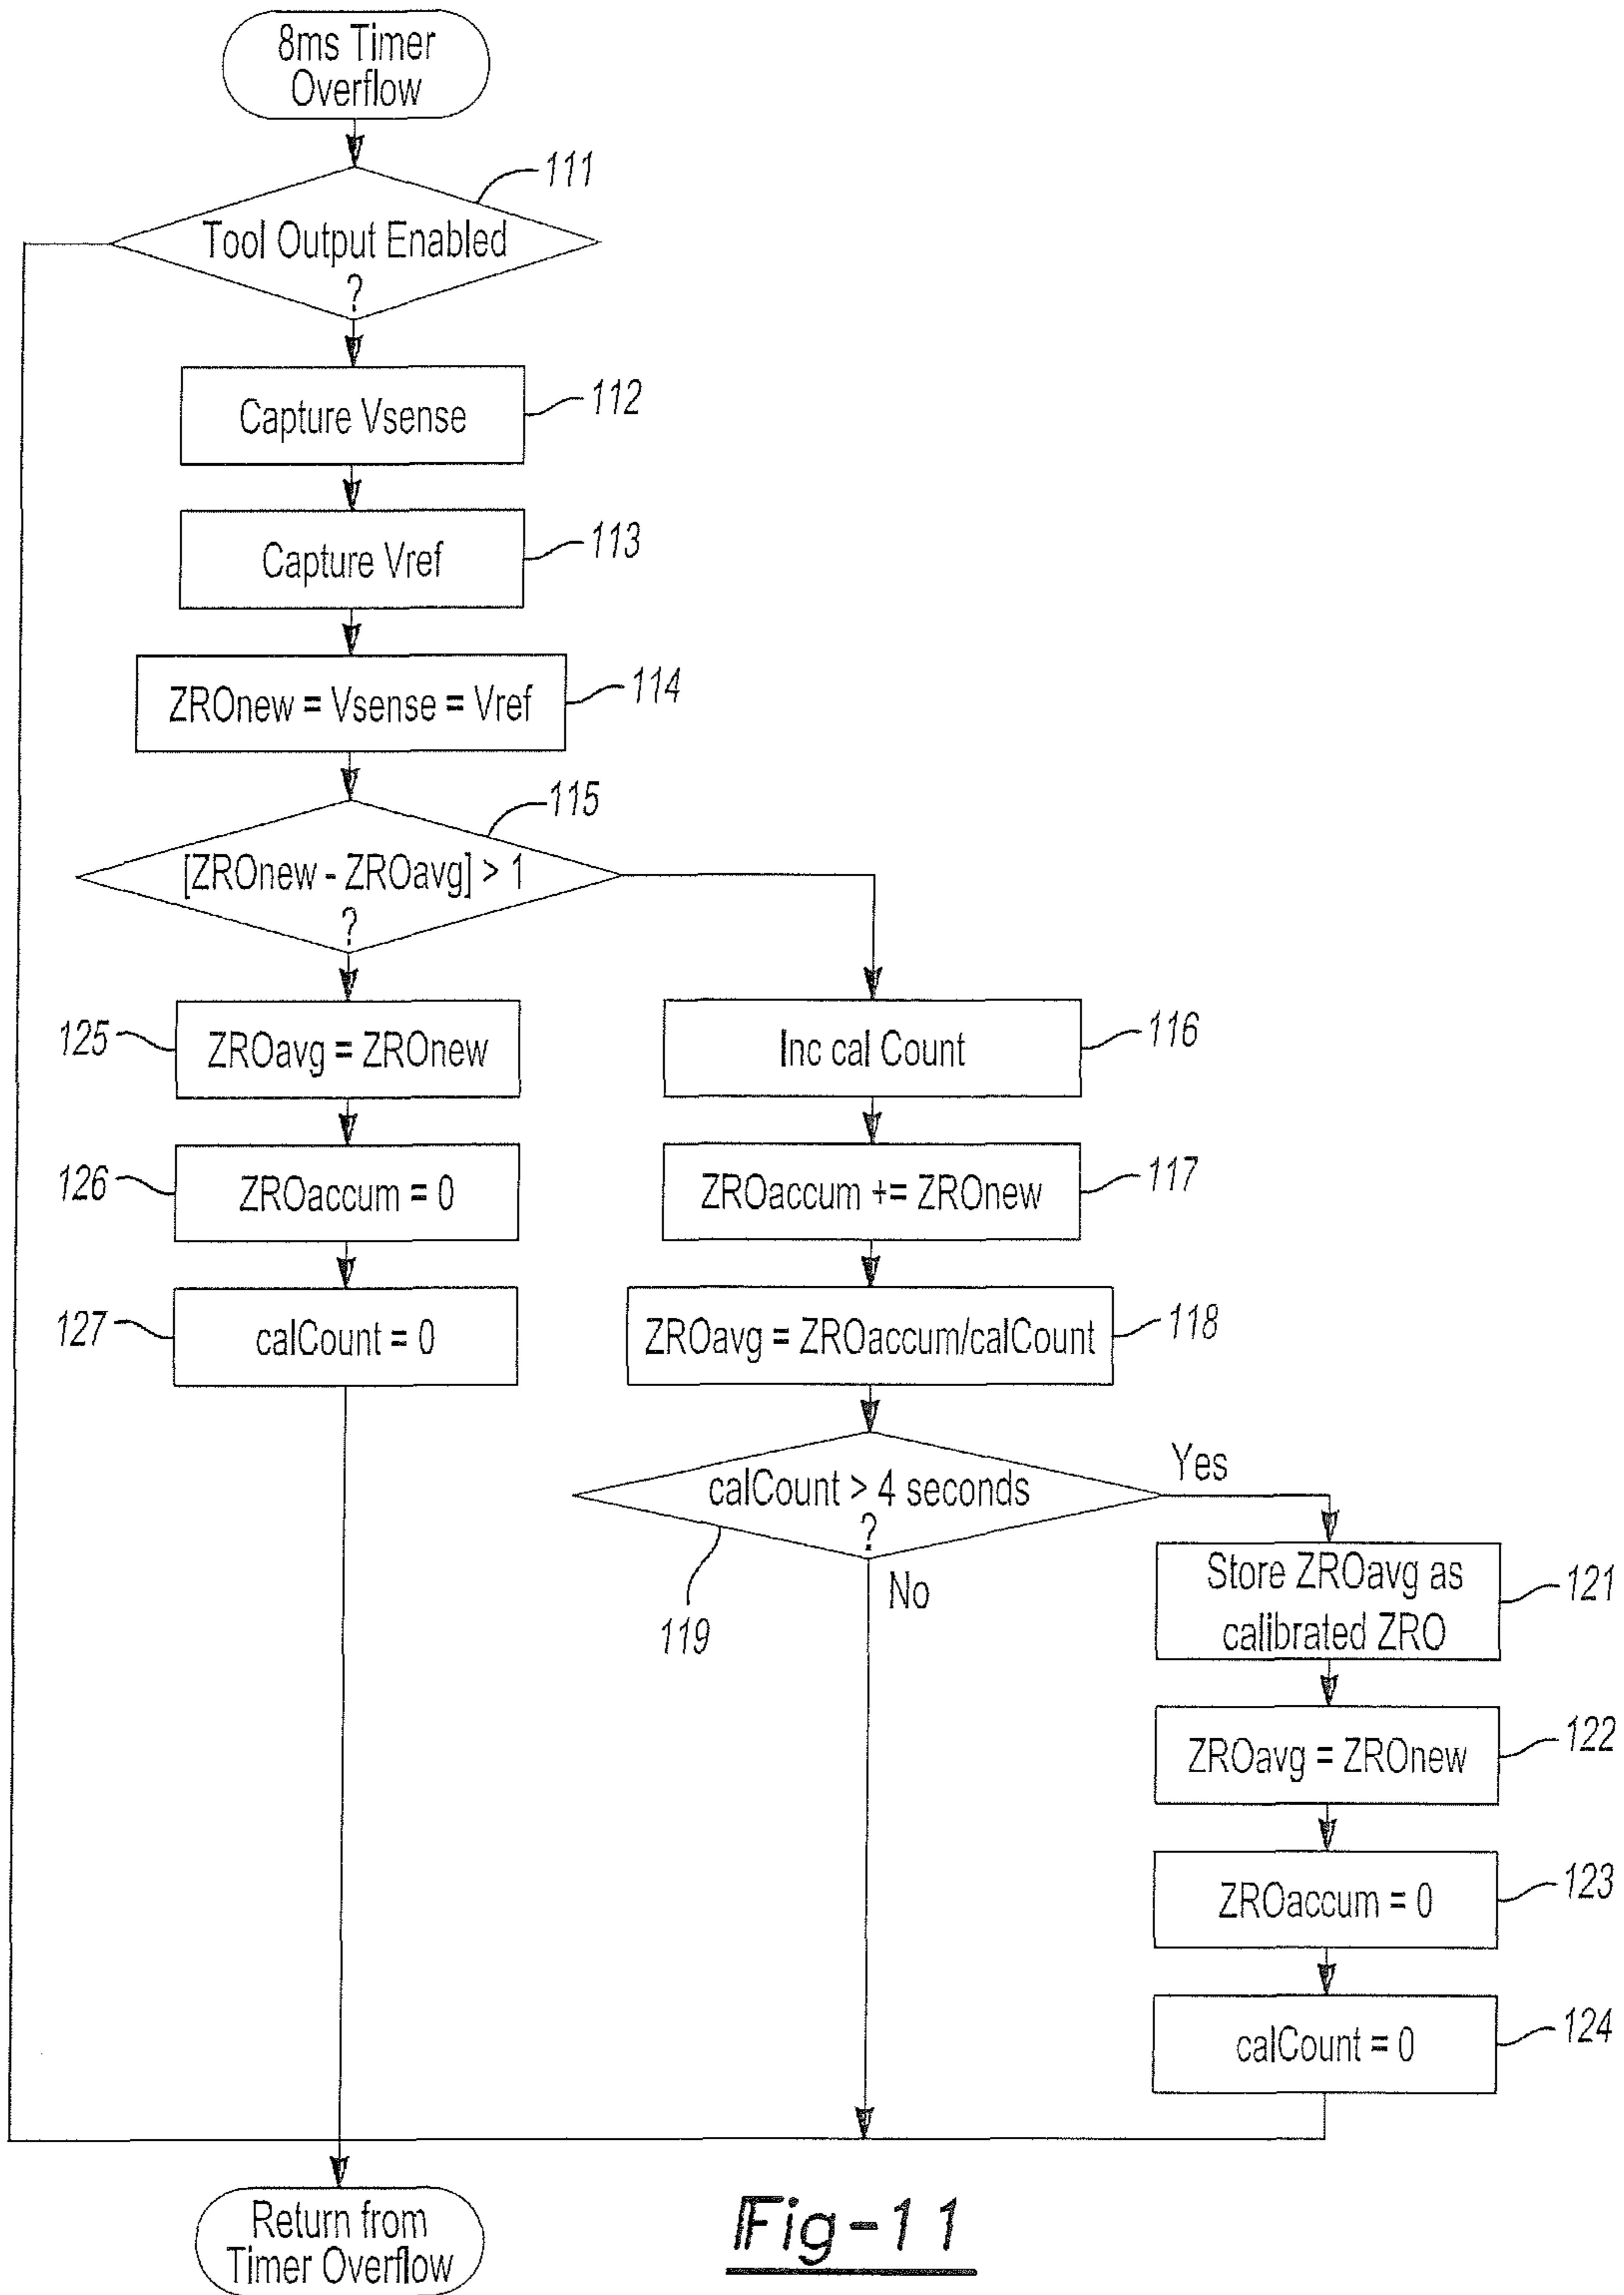 8ms Timer
Overflow
111
Tool Output Enabled
?
112
Capture Vsense
113
Capture Vref
114
ZROnew = Vsense = Vref
115
[ZROnew - ZROavg] > 1
?
125
ZROavg = ZROnew
116
Inc cal Count
126
ZROaccum = 0
117
ZROaccum += ZROnew
127
calCount = 0
118
ZROavg = ZROaccum/calCount
calCount > 4 seconds
?
Yes
No
119
Store ZROavg as
calibrated ZRO
121
ZROavg = ZROnew
122
ZROaccum = 0
123
calCount = 0
124
Return from
Timer Overflow
Fig-11